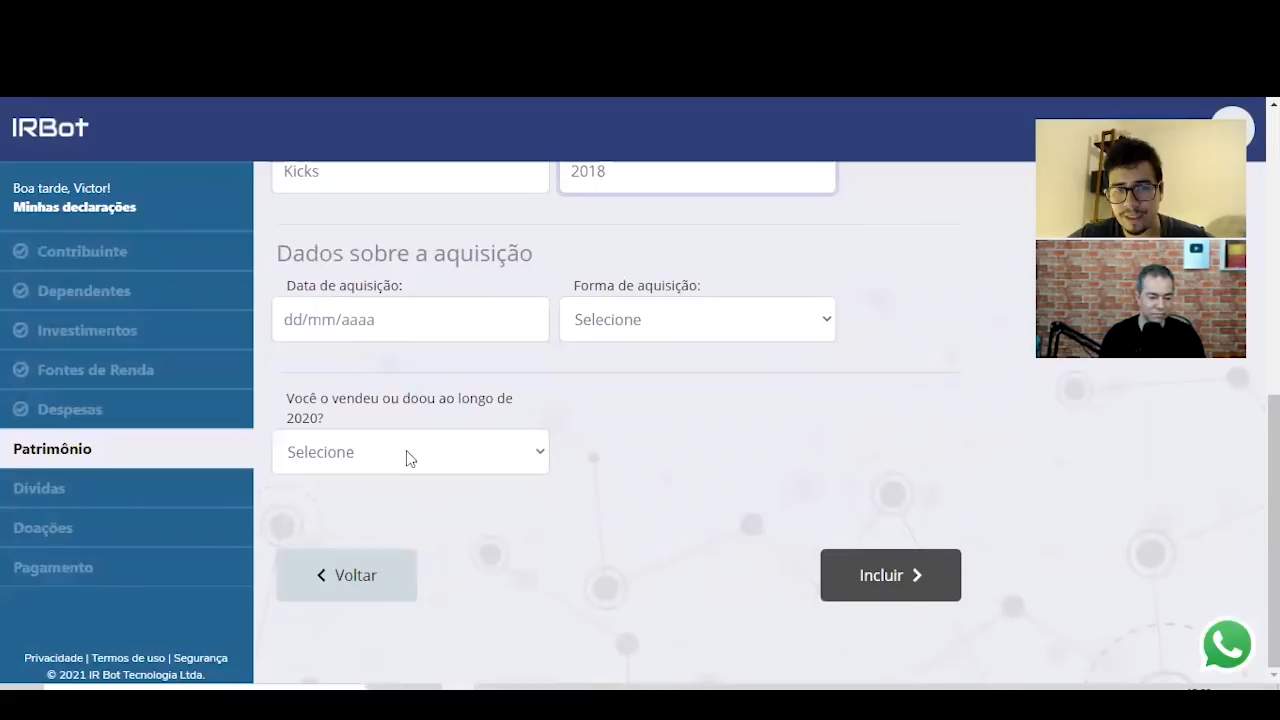 IRBot
Boa tarde, Victor!
Minhas declarações
Contribuinte
Dependentes
Investimentos
Fontes de Renda
Despesas
Patrimônio
Dívidas
Doações
Pagamento
Privacidade | Termos de uso | Segurança
© 2021 IR Bot Tecnologia Ltda.
Kicks
2018
Dados sobre a aquisição
Data de aquisição:
Forma de aquisição:
dd/mm/aaaa
Selecione
Você o vendeu ou doou ao longo de
2020?
Selecione
Voltar
Incluir